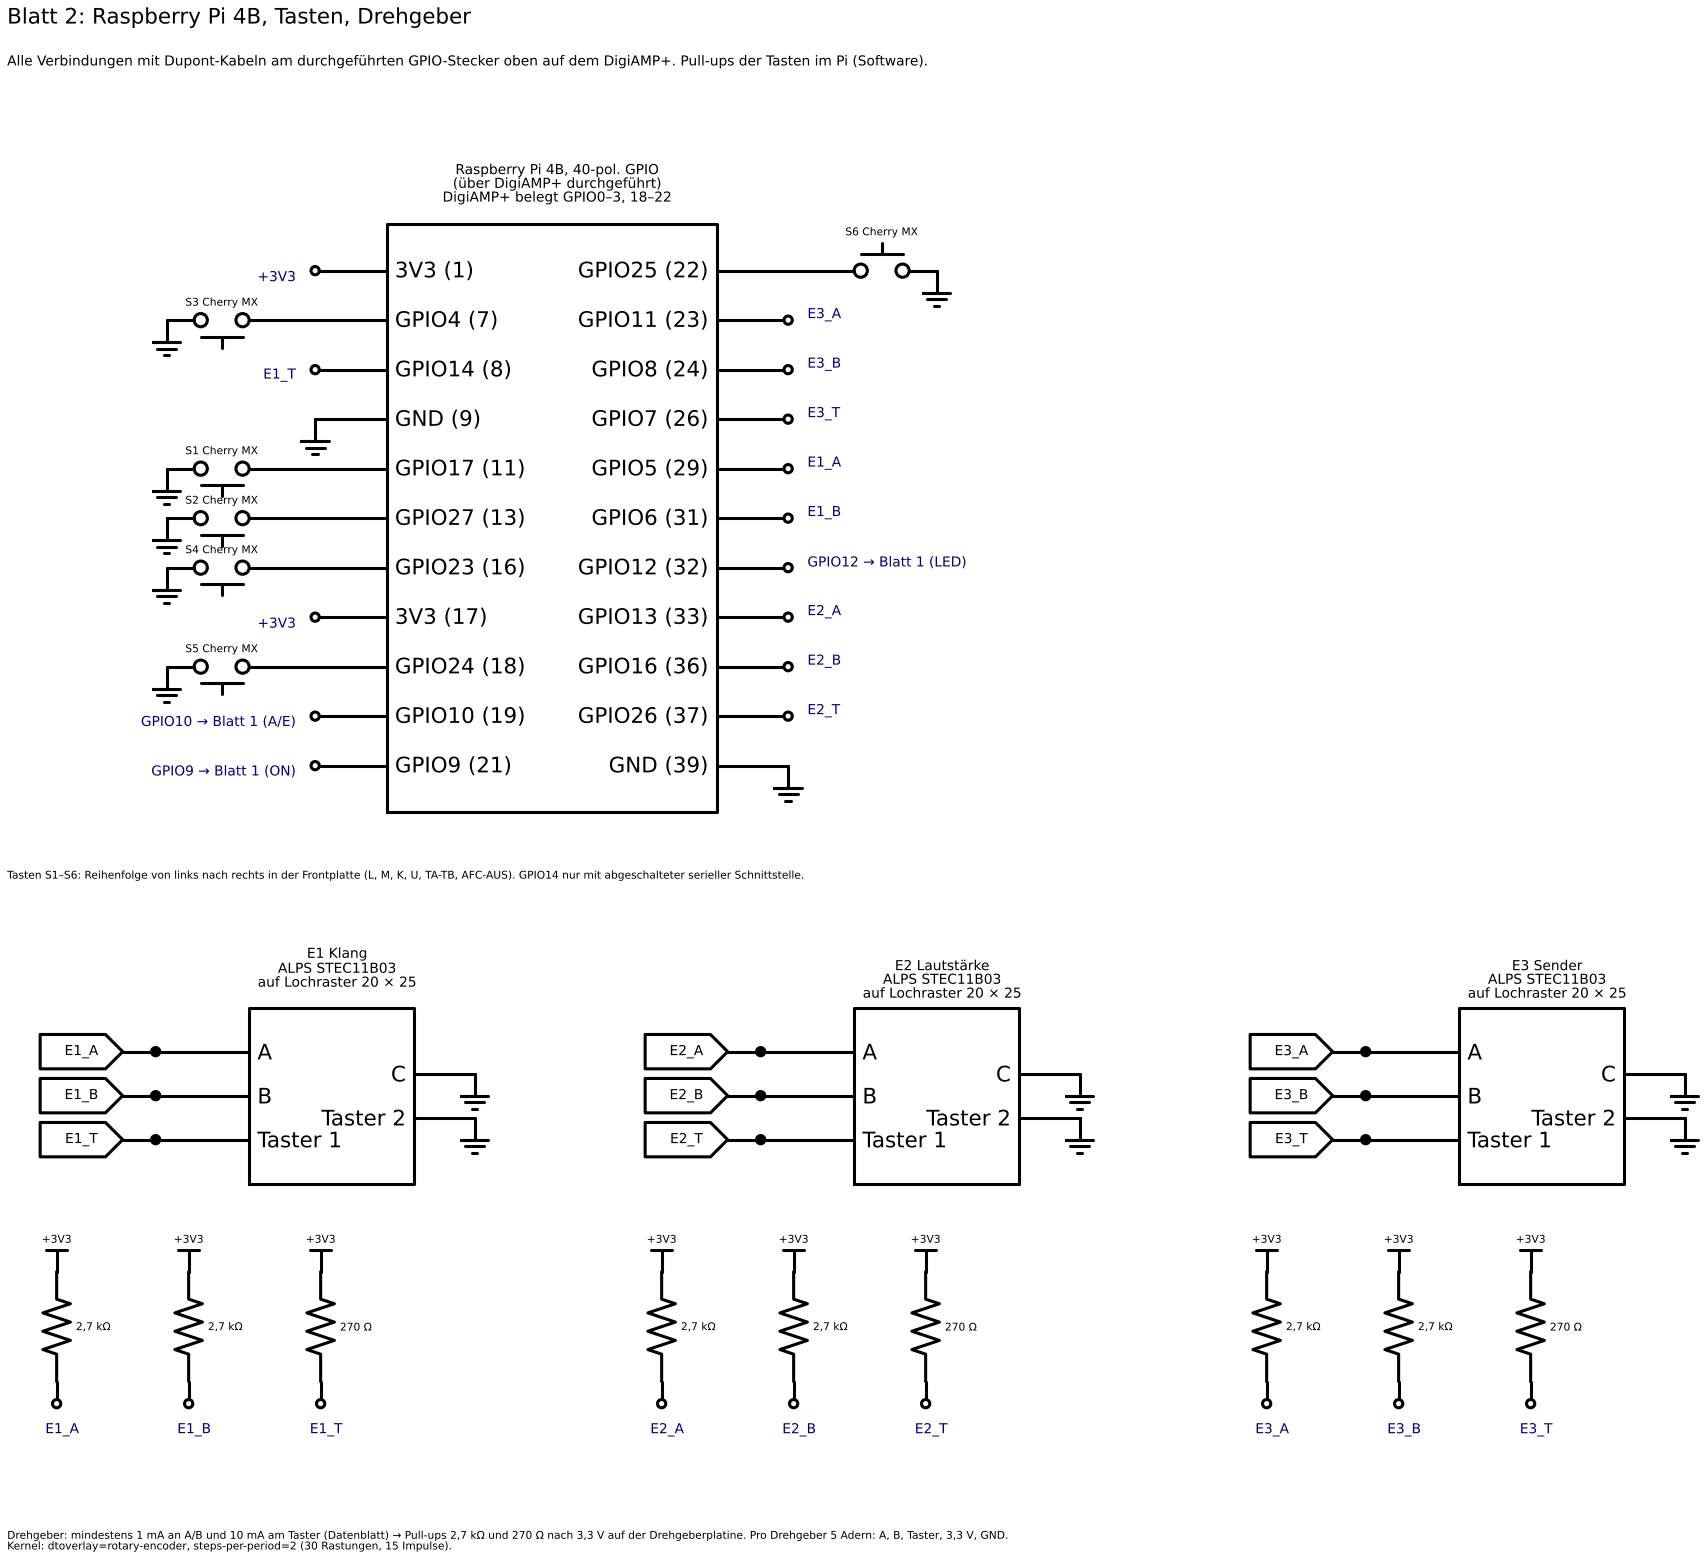 Blatt 2: Raspberry Pi 4B, Tasten, Drehgeber
Alle Verbindungen mit Dupont-Kabeln am durchgeführten GPIO-Stecker oben auf dem DigiAMP+. Pull-ups der Tasten im Pi (Software).
Raspberry Pi 4B, 40-pol. GPIO
(über DigiAMP+ durchgeführt)
DigiAMP+ belegt GPIO0–3, 18–22
S6 Cherry MX
+3V3
3V3 (1)
GPIO25 (22)
S3 Cherry MX
GPIO4 (7)
GPIO11 (23)
E3_A
E1_T
GPIO14 (8)
GPIO8 (24)
E3_B
GND (9)
GPIO7 (26)
E3_T
S1 Cherry MX
GPIO17 (11)
GPIO5 (29)
E1_A
S2 Cherry MX
GPIO27 (13)
GPIO6 (31)
E1_B
S4 Cherry MX
GPIO23 (16)
GPIO12 (32)
GPIO12 → Blatt 1 (LED)
+3V3
3V3 (17)
GPIO13 (33)
E2_A
S5 Cherry MX
GPIO24 (18)
GPIO16 (36)
E2_B
GPIO10 → Blatt 1 (A/E)
GPIO10 (19)
GPIO26 (37)
E2_T
GPIO9 → Blatt 1 (ON)
GPIO9 (21)
GND (39)
Tasten S1–S6: Reihenfolge von links nach rechts in der Frontplatte (L, M, K, U, TA-TB, AFC-AUS). GPIO14 nur mit abgeschalteter serieller Schnittstelle.
E1 Klang
ALPS STEC11B03
auf Lochraster 20 × 25
E1_A
E1_B
E1_T
A
B
Taster 1
C
Taster 2
E2 Lautstärke
ALPS STEC11B03
auf Lochraster 20 × 25
E2_A
E2_B
E2_T
A
B
Taster 1
C
Taster 2
E3 Sender
ALPS STEC11B03
auf Lochraster 20 × 25
E3_A
E3_B
E3_T
A
B
Taster 1
C
Taster 2
+3V3
2,7 kΩ
E1_A
+3V3
2,7 kΩ
E1_B
+3V3
270 Ω
E1_T
+3V3
2,7 kΩ
E2_A
+3V3
2,7 kΩ
E2_B
+3V3
270 Ω
E2_T
+3V3
2,7 kΩ
E3_A
+3V3
2,7 kΩ
E3_B
+3V3
270 Ω
E3_T
Drehgeber: mindestens 1 mA an A/B und 10 mA am Taster (Datenblatt) → Pull-ups 2,7 kΩ und 270 Ω nach 3,3 V auf der Drehgeberplatine. Pro Drehgeber 5 Adern: A, B, Taster, 3,3 V, GND.
Kernel: dtoverlay=rotary-encoder, steps-per-period=2 (30 Rastungen, 15 Impulse).